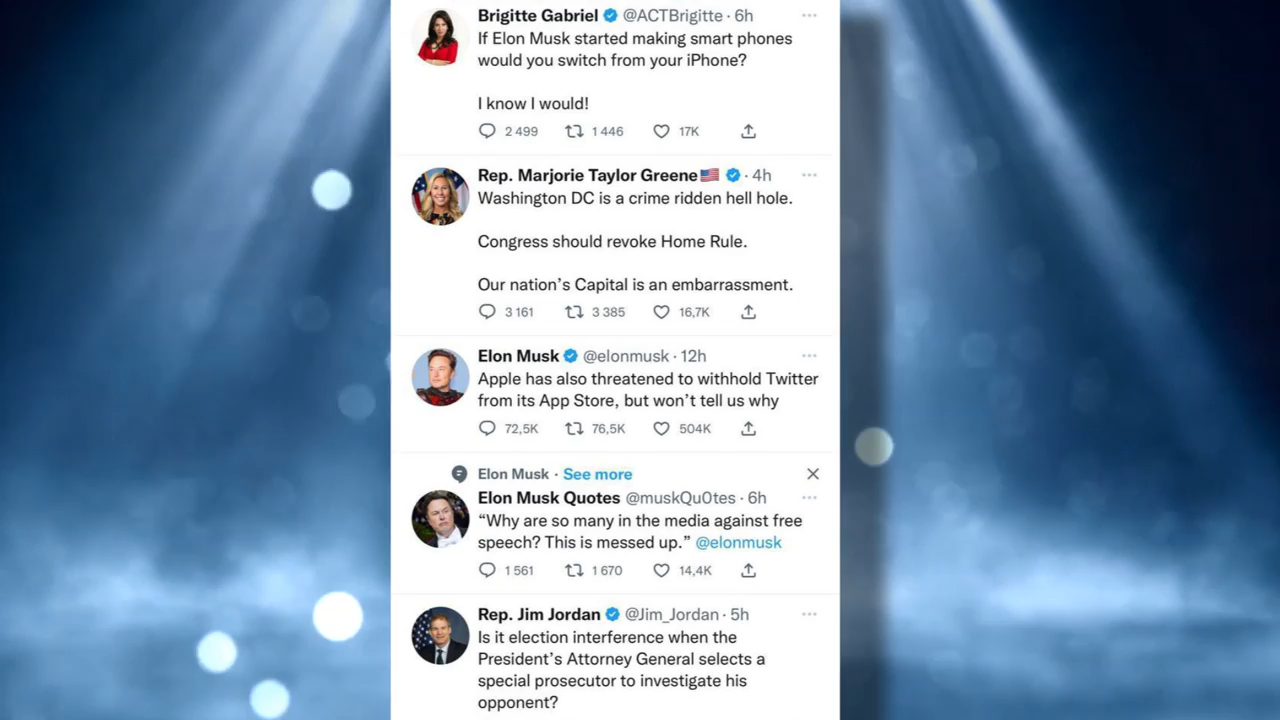 Brigitte Gabriel @ACTBrigitte · 6h
If Elon Musk started making smart phones
would you switch from your iPhone?
I know I would!
2 499 1 446 17K
Rep. Marjorie Taylor Greene🇺🇸 · 4h
Washington DC is a crime ridden hell hole.
Congress should revoke Home Rule.
Our nation’s Capital is an embarrassment.
3 161 3 385 16,7K
Elon Musk @elonmusk · 12h
Apple has also threatened to withhold Twitter
from its App Store, but won’t tell us why
72,5K 76,5K 504K
Elon Musk · See more
Elon Musk Quotes @muskQu0tes · 6h
“Why are so many in the media against free
speech? This is messed up.” @elonmusk
1 561 1 670 14,4K
Rep. Jim Jordan @Jim_Jordan · 5h
Is it election interference when the
President’s Attorney General selects a
special prosecutor to investigate his
opponent?